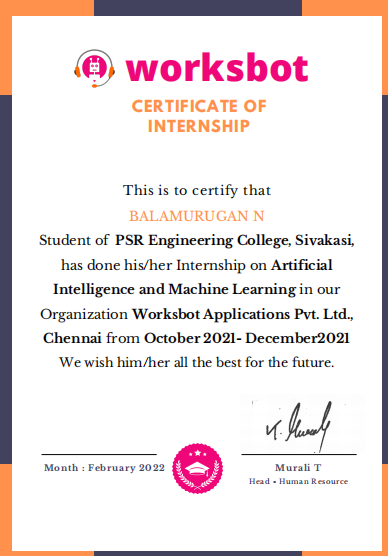 worksbot
CERTIFICATE OF
INTERNSHIP
This is to certify that
BALAMURUGAN N
Student of PSR Engineering College, Sivakasi,
has done his/her Internship on Artificial
Intelligence and Machine Learning in our
Organization Worksbot Applications Pvt. Ltd.,
Chennai from October 2021- December2021
We wish him/her all the best for the future.
Month : February 2022
Murali T
Head • Human Resource